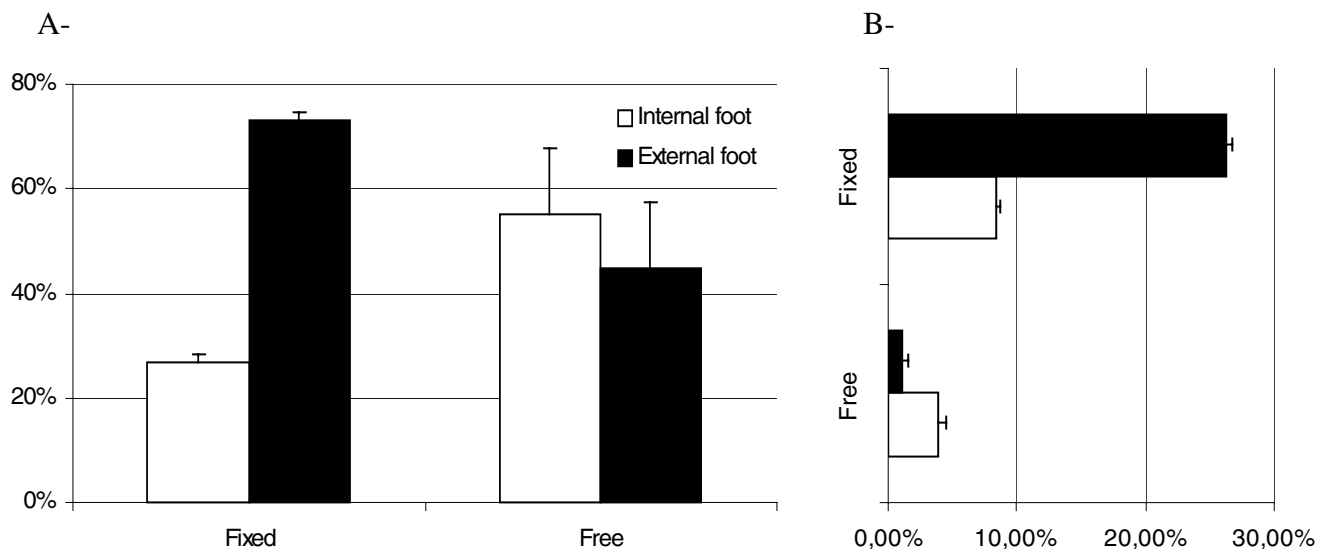 A-
80%
60%
40%
20%
0%
Internal foot
External foot
Fixed
Free
B-
Fixed
Free
0,00%
10,00%
20,00%
30,00%